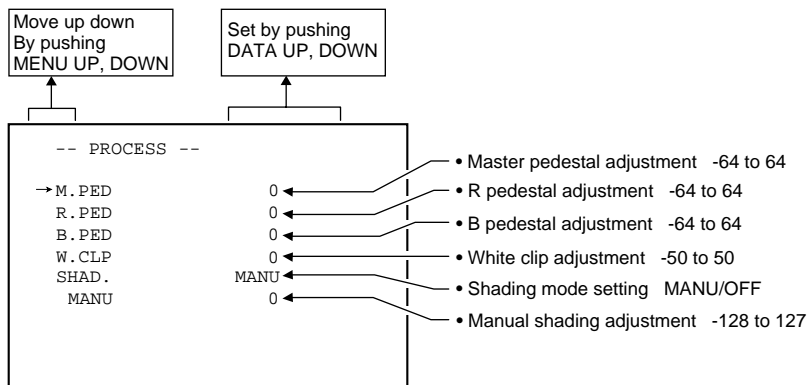 Move up down
By pushing
MENU UP, DOWN
Set by pushing
DATA UP, DOWN
-- PROCESS --
→M.PED 0
R.PED 0
B.PED 0
W.CLP 0
SHAD. MANU
MANU 0
• Master pedestal adjustment -64 to 64
• R pedestal adjustment -64 to 64
• B pedestal adjustment -64 to 64
• White clip adjustment -50 to 50
• Shading mode setting MANU/OFF
• Manual shading adjustment -128 to 127